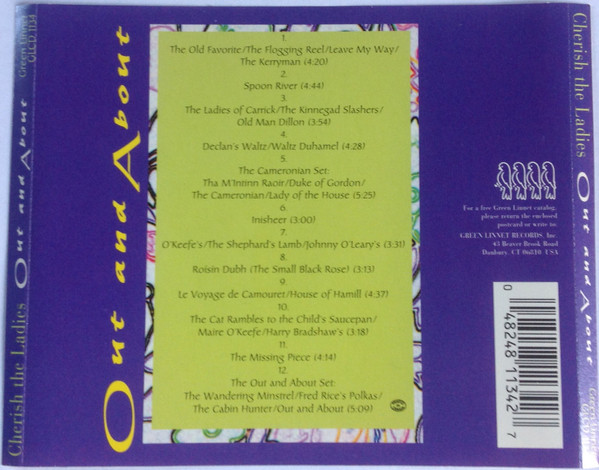 Cherish the Ladies Out and About Green Linnet GLCD 1134
Out and About
1.
The Old Favorite/The Flogging Reel/Leave My Way/
The Kerryman (4:20)
2.
Spoon River (4:44)
3.
The Ladies of Carrick/The Kinnegad Slashers/
Old Man Dillon (3:54)
4.
Declan's Waltz/Waltz Duhamel (4:28)
5.
The Cameronian Set:
Tha M'Intinn Raoir/Duke of Gordon/
The Cameronian/Lady of the House (5:25)
6.
Inisheer (3:00)
7.
O'Keefe's/The Shephard's Lamb/Johnny O'Leary's (3:31)
8.
Roisin Dubh (The Small Black Rose) (3:13)
9.
Le Voyage de Camouret/House of Hamill (4:37)
10.
The Cat Rambles to the Child's Saucepan/
Maire O'Keefe/Harry Bradshaw's (3:18)
11.
The Missing Piece (4:14)
12.
The Out and About Set:
The Wandering Minstrel/Fred Rice's Polkas/
The Cabin Hunter/Out and About (5:09)
For a free Green Linnet catalog,
please return the enclosed
postcard or write to:
GREEN LINNET RECORDS, Inc.
43 Beaver Brook Road
Danbury, CT 06810 USA
0 48248 11342 7
Cherish the Ladies Out and About Green Linnet